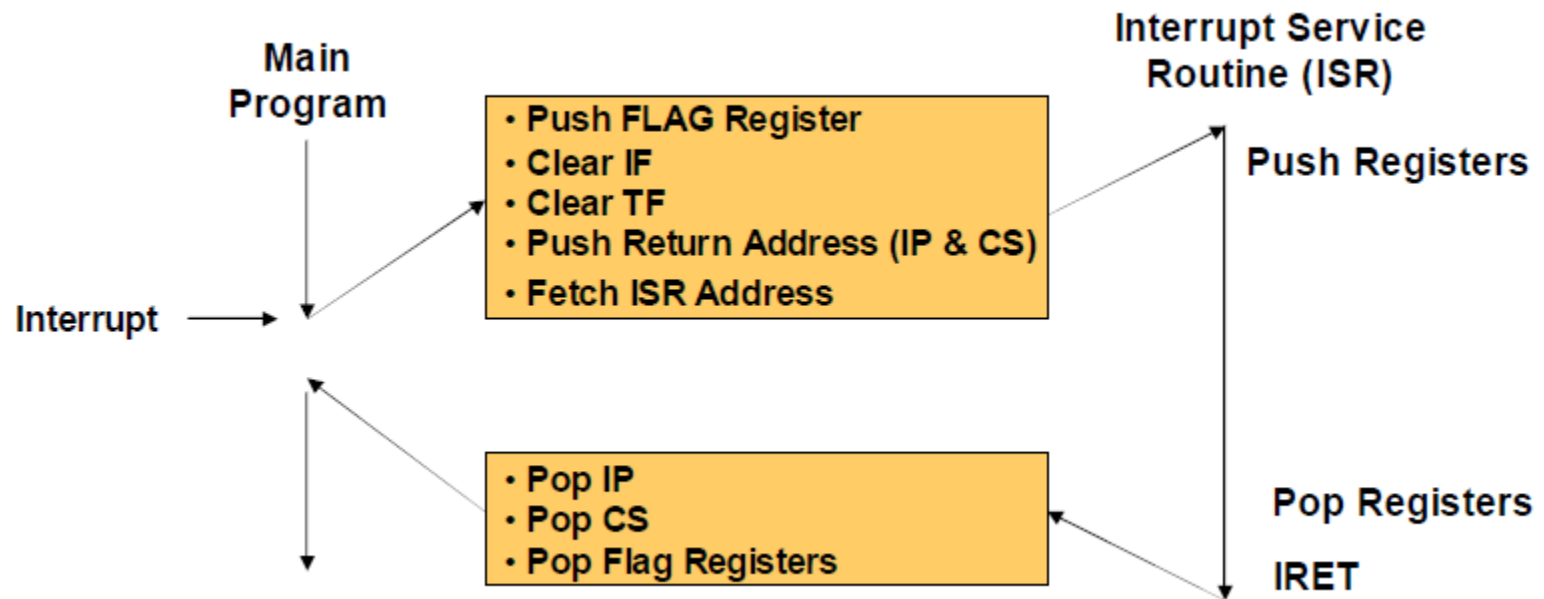 Main
Program
Interrupt
• Push FLAG Register
• Clear IF
• Clear TF
• Push Return Address (IP & CS)
• Fetch ISR Address
Interrupt Service
Routine (ISR)
Push Registers
Pop Registers
IRET
• Pop IP
• Pop CS
• Pop Flag Registers